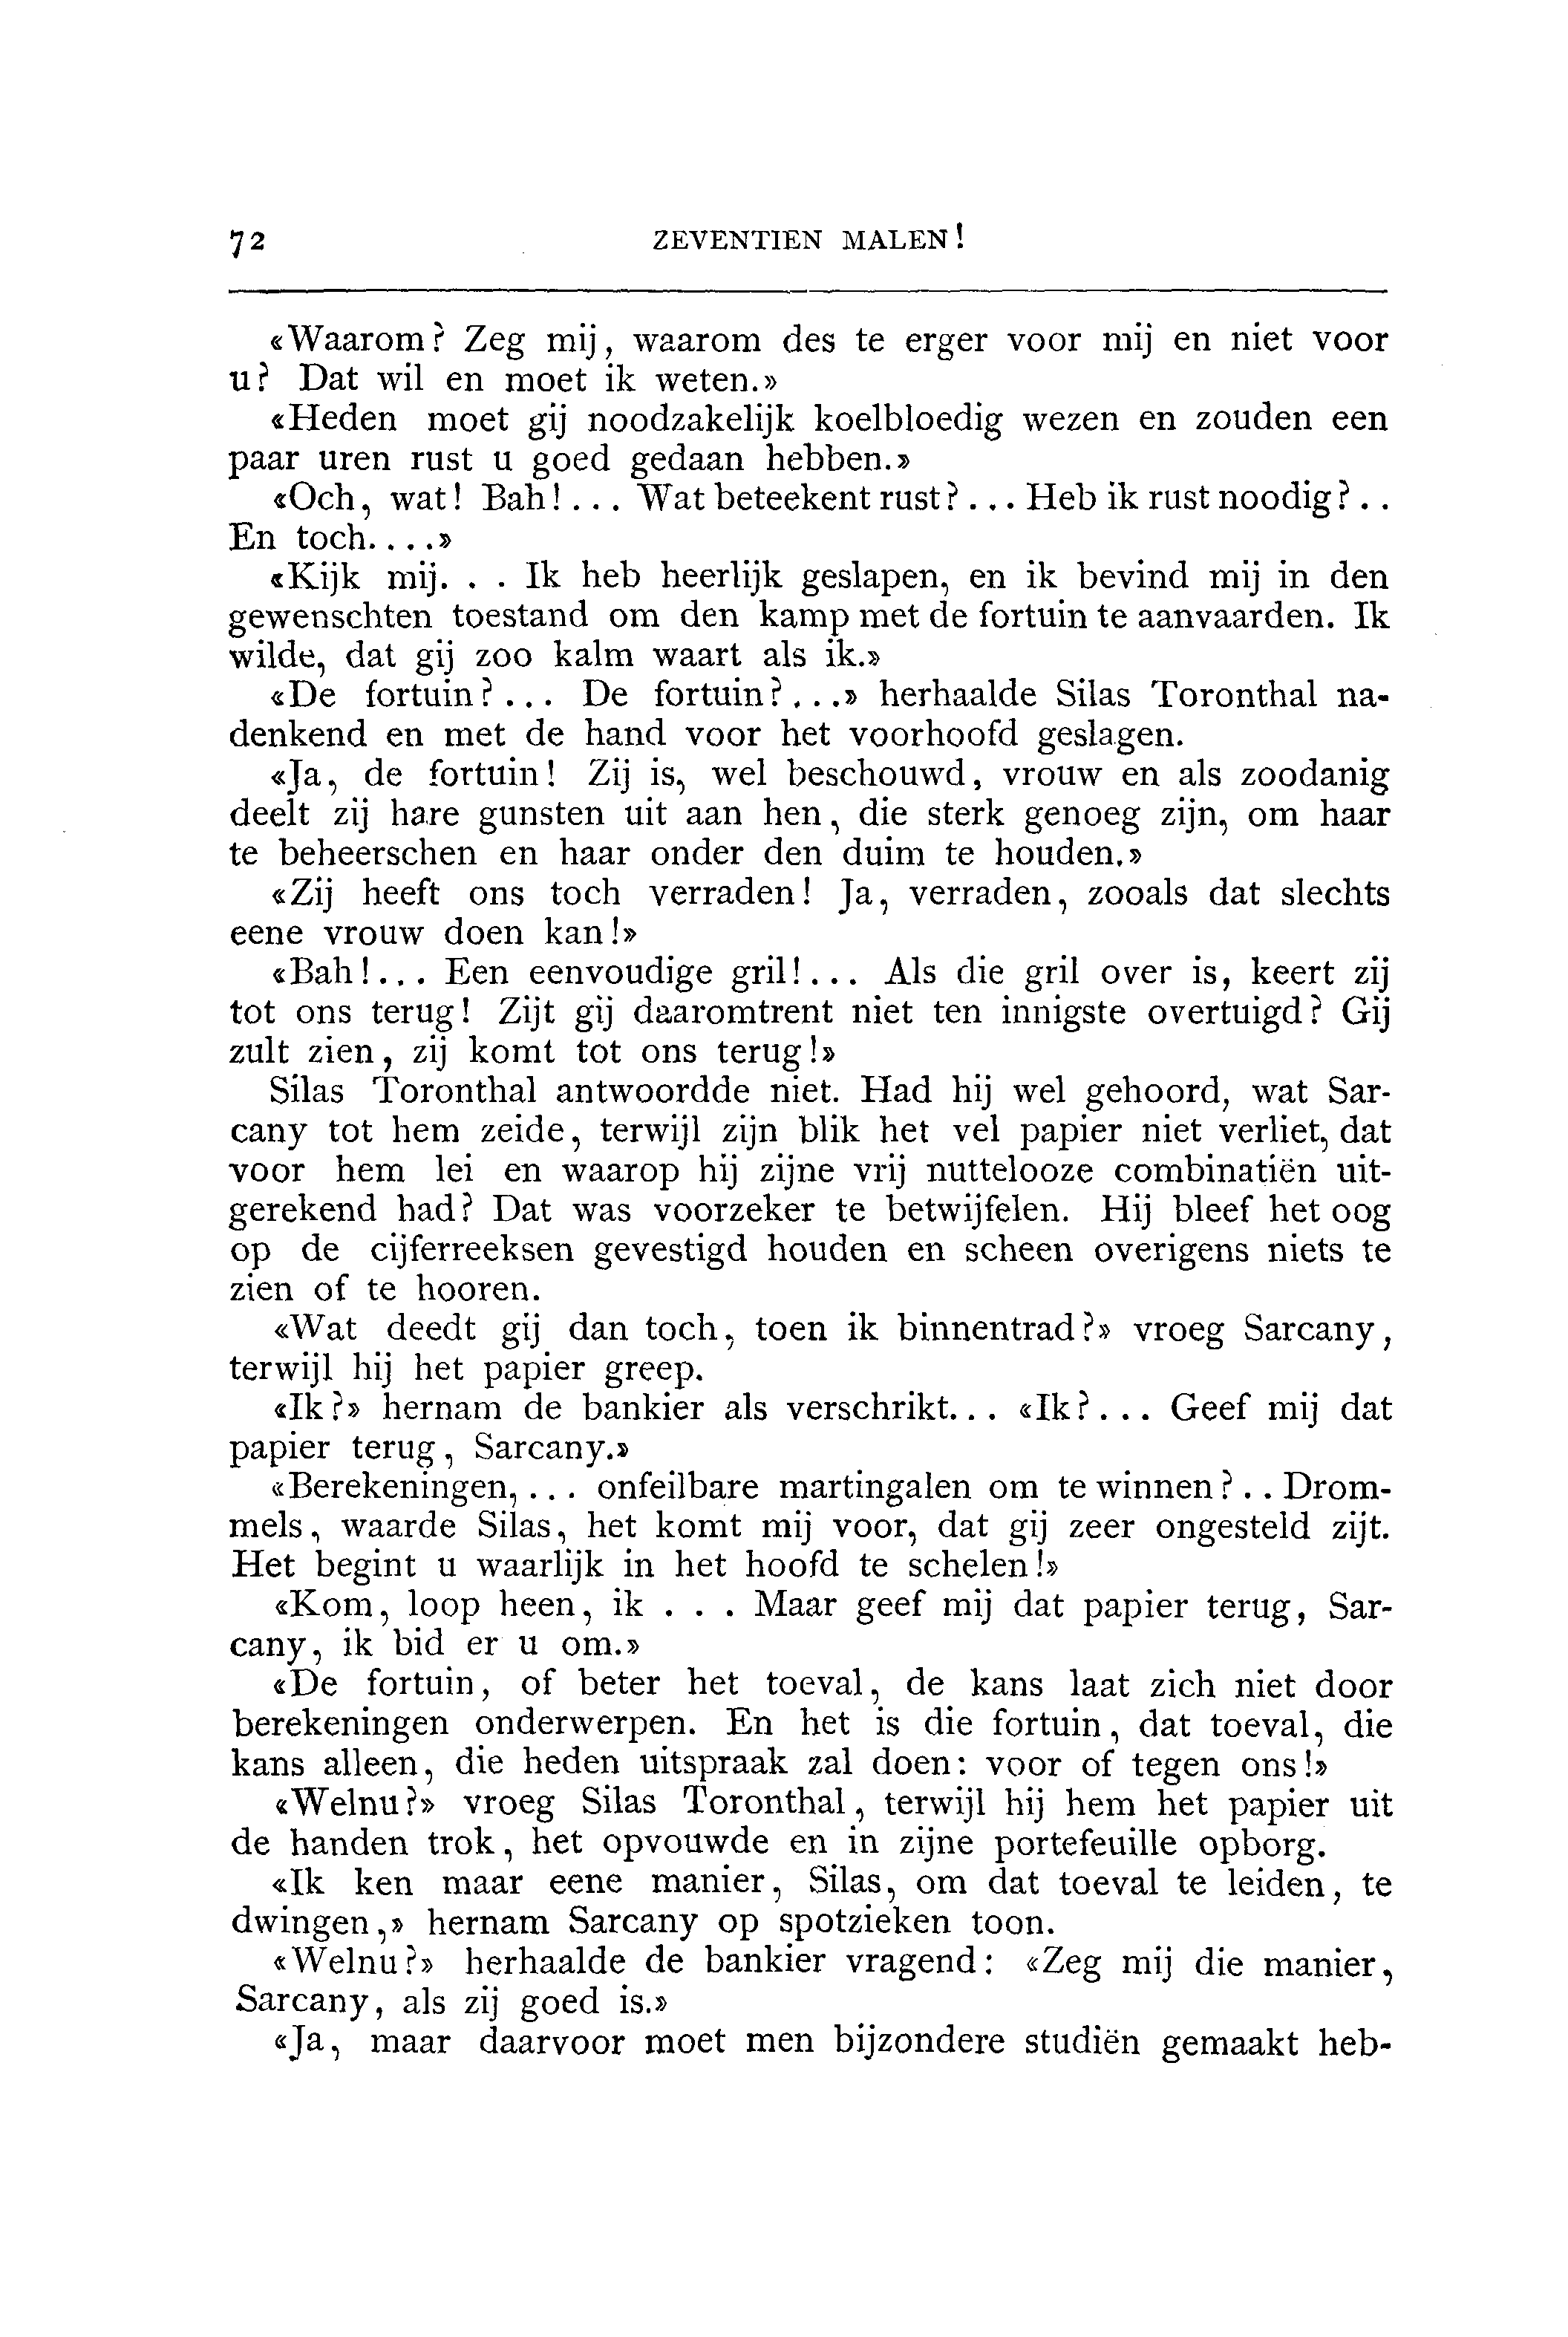 72 ZEVENTIEN MALEN!
«Waarom? Zeg mij, waarom des te erger voor mij en niet voor
u? Dat wil en moet ik weten.»
«Heden moet gij noodzakelijk koelbloedig wezen en zouden een
paar uren rust u goed gedaan hebben.»
«Och, wat! Bah!... Wat beteekent rust?... Heb ik rust noodig?..
En toch....»
«Kijk mij. . . Ik heb heerlijk geslapen, en ik bevind mij in den
gewenschten toestand om den kamp met de fortuin te aanvaarden. Ik
wilde, dat gij zoo kalm waart als ik.»
«De fortuin?... De fortuin?...» herhaalde Silas Toronthal na-
denkend en met de hand voor het voorhoofd geslagen.
«Ja, de fortuin! Zij is, wel beschouwd, vrouw en als zoodanig
deelt zij hare gunsten uit aan hen, die sterk genoeg zijn, om haar
te beheerschen en haar onder den duim te houden.»
«Zij heeft ons toch verraden! Ja, verraden, zooals dat slechts
eene vrouw doen kan!»
«Bah!... Een eenvoudige gril!... Als die gril over is, keert zij
tot ons terug! Zijt gij daaromtrent niet ten innigste overtuigd? Gij
zult zien, zij komt tot ons terug!»
Silas Toronthal antwoordde niet. Had hij wel gehoord, wat Sar-
cany tot hem zeide, terwijl zijn blik het vel papier niet verliet, dat
voor hem lei en waarop hij zijne vrij nuttelooze combinatiën uit-
gerekend had? Dat was voorzeker te betwijfelen. Hij bleef het oog
op de cijferreeksen gevestigd houden en scheen overigens niets te
zien of te hooren.
«Wat deedt gij dan toch, toen ik binnentrad?» vroeg Sarcany,
terwijl hij het papier greep.
«Ik?» hernam de bankier als verschrikt... «Ik?... Geef mij dat
papier terug, Sarcany.»
«Berekeningen,... onfeilbare martingalen om te winnen?.. Drom-
mels, waarde Silas, het komt mij voor, dat gij zeer ongesteld zijt.
Het begint u waarlijk in het hoofd te schelen!»
«Kom, loop heen, ik . . . Maar geef mij dat papier terug, Sar-
cany, ik bid er u om.»
«De fortuin, of beter het toeval, de kans laat zich niet door
berekeningen onderwerpen. En het is die fortuin, dat toeval, die
kans alleen, die heden uitspraak zal doen: voor of tegen ons!»
«Welnu?» vroeg Silas Toronthal, terwijl hij hem het papier uit
de handen trok, het opvouwde en in zijne portefeuille opborg.
«Ik ken maar eene manier, Silas, om dat toeval te leiden, te
dwingen,» hernam Sarcany op spotzieken toon.
«Welnu?» herhaalde de bankier vragend: «Zeg mij die manier,
Sarcany, als zij goed is.»
«Ja, maar daarvoor moet men bijzondere studiën gemaakt heb-